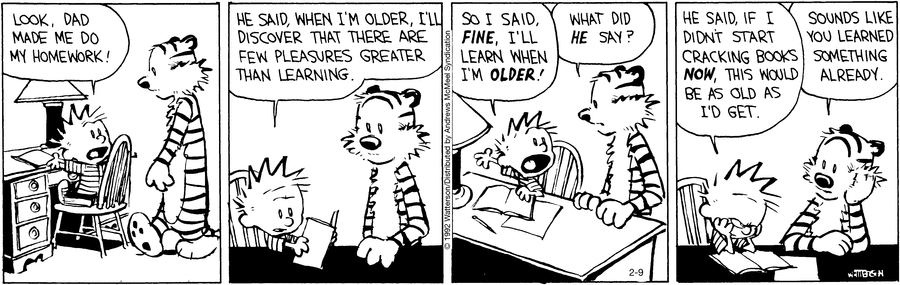 LOOK, DAD
MADE ME DO
MY HOMEWORK!
HE SAID, WHEN I'M OLDER, I'LL
DISCOVER THAT THERE ARE
FEW PLEASURES GREATER
THAN LEARNING.
© 1992 Watterson/Distributed by Andrews McMeel Syndication
SO I SAID,
FINE, I'LL
LEARN WHEN
I'M OLDER!
WHAT DID
HE SAY?
2-9
HE SAID, IF I
DIDN'T START
CRACKING BOOKS
NOW, THIS WOULD
BE AS OLD AS
I'D GET.
SOUNDS LIKE
YOU LEARNED
SOMETHING
ALREADY.
WATTERSON